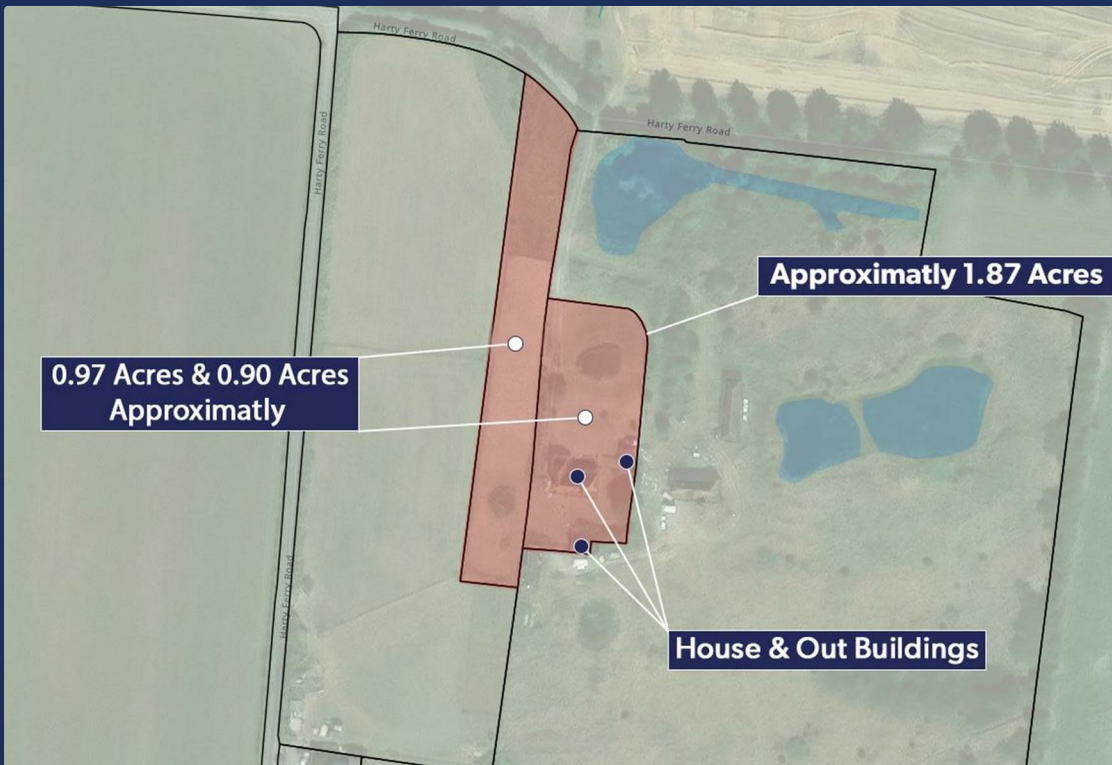 Harty Ferry Road
Harty Ferry Road
Harty Ferry Road
Approximatly 1.87 Acres
0.97 Acres & 0.90 Acres
Approximatly
Harty Ferry Road
House & Out Buildings